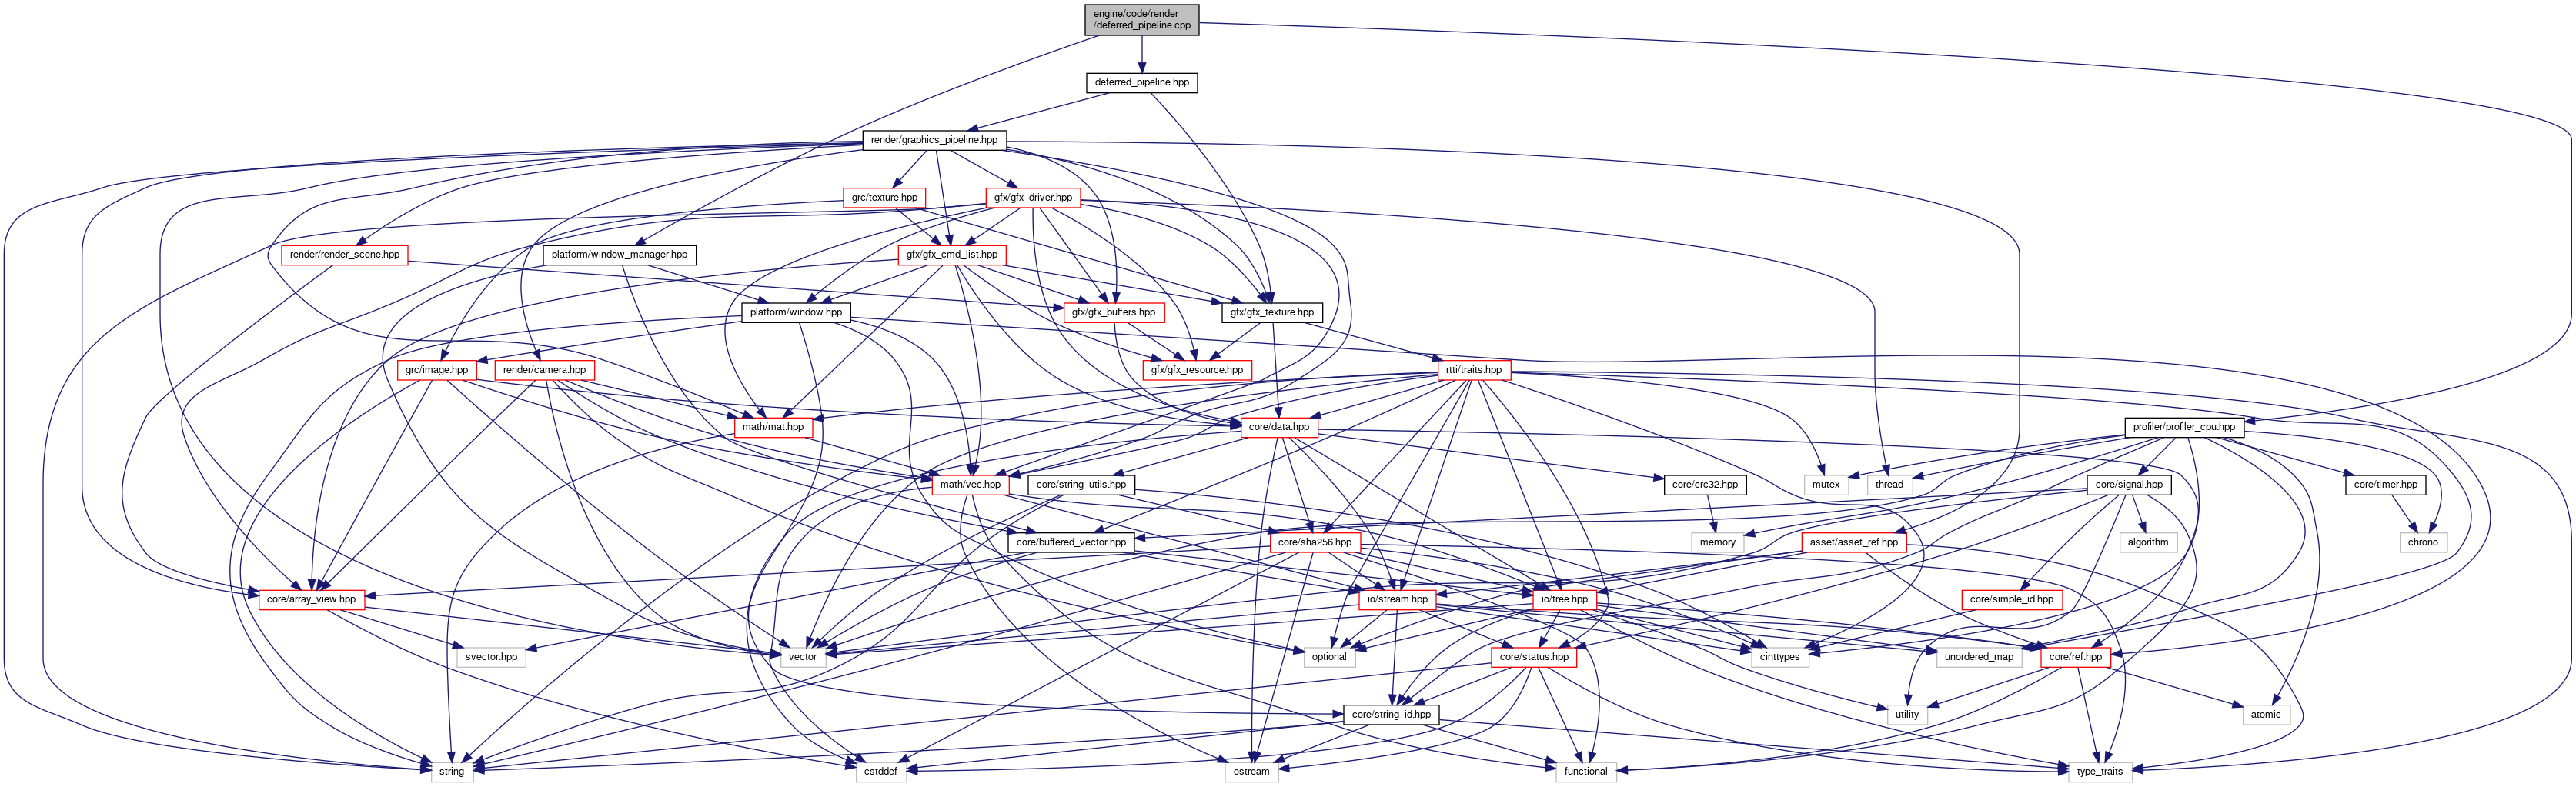 engine/code/render
/deferred_pipeline.cpp
deferred_pipeline.hpp
render/graphics_pipeline.hpp
grc/texture.hpp
gfx/gfx_driver.hpp
render/render_scene.hpp
platform/window_manager.hpp
gfx/gfx_cmd_list.hpp
platform/window.hpp
gfx/gfx_buffers.hpp
gfx/gfx_texture.hpp
grc/image.hpp
render/camera.hpp
gfx/gfx_resource.hpp
rtti/traits.hpp
math/mat.hpp
core/data.hpp
profiler/profiler_cpu.hpp
math/vec.hpp
core/string_utils.hpp
core/crc32.hpp
mutex
thread
core/signal.hpp
core/timer.hpp
core/buffered_vector.hpp
core/sha256.hpp
memory
asset/asset_ref.hpp
algorithm
chrono
core/array_view.hpp
io/stream.hpp
io/tree.hpp
core/simple_id.hpp
svector.hpp
vector
optional
core/status.hpp
cinttypes
unordered_map
core/ref.hpp
core/string_id.hpp
utility
atomic
string
cstddef
ostream
functional
type_traits